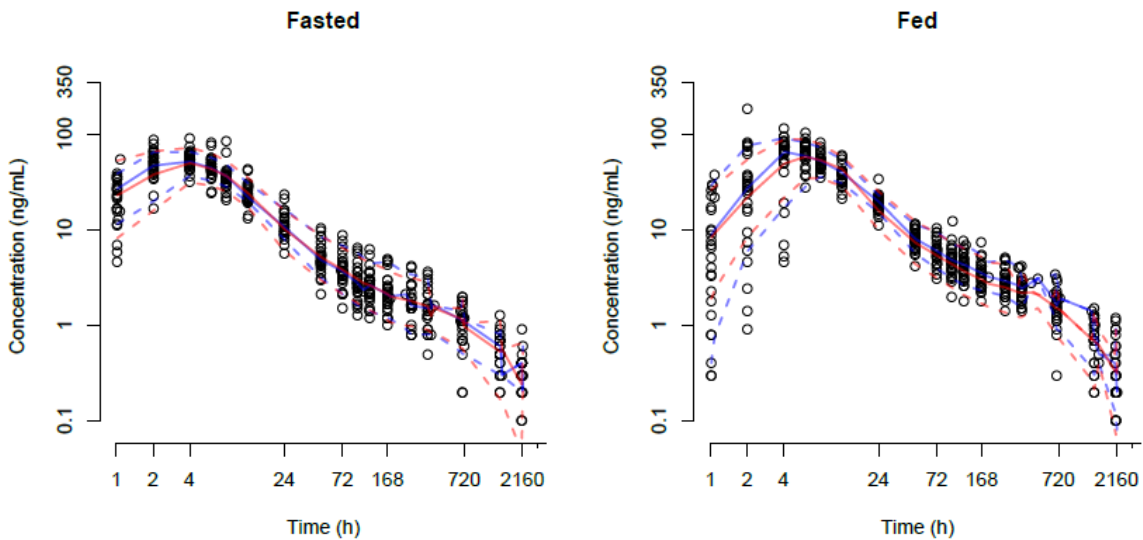 Fasted
Concentration (ng/mL)
350
100
10
1
0.1
1 2 4 24 72 168 720 2160
Time (h)
Fed
Concentration (ng/mL)
350
100
10
1
0.1
1 2 4 24 72 168 720 2160
Time (h)